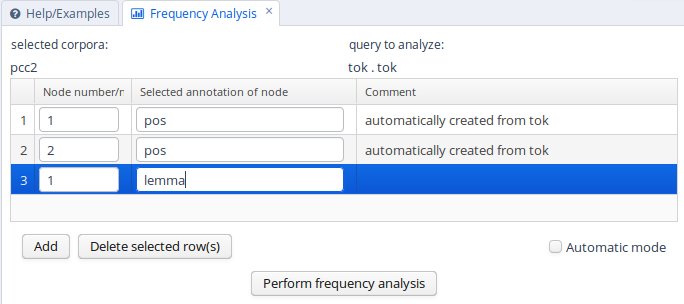 Help/Examples Frequency Analysis ×
selected corpora: query to analyze:
pcc2 tok . tok
Node number/r Selected annotation of node Comment
1 1 pos automatically created from tok
2 2 pos automatically created from tok
3 1 lemma
Add Delete selected row(s) Automatic mode
Perform frequency analysis